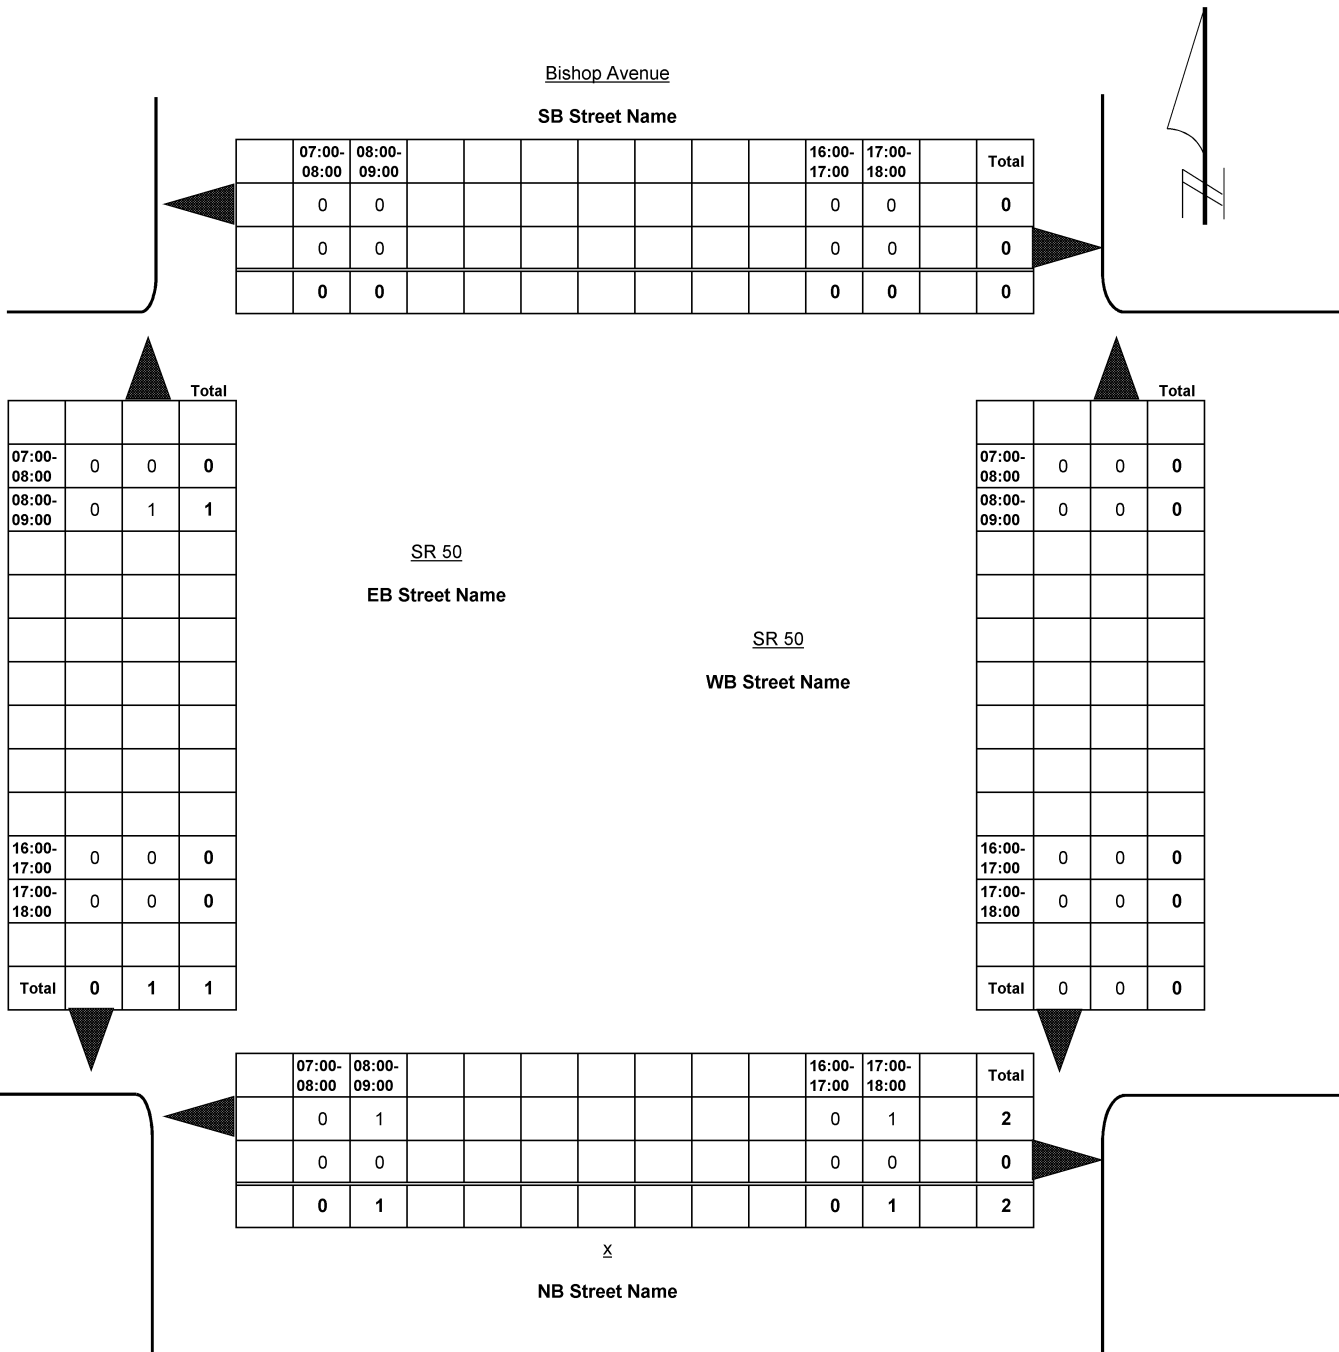 Bishop Avenue
SB Street Name
07:00-08:00 08:00-09:00 16:00-17:00 17:00-18:00 Total
0 0 0 0 0
0 0 0 0 0
0 0 0 0 0
Total
07:00-08:00 0 0 0
08:00-09:00 0 1 1
16:00-17:00 0 0 0
17:00-18:00 0 0 0
Total 0 1 1
SR 50
EB Street Name
SR 50
WB Street Name
Total
07:00-08:00 0 0 0
08:00-09:00 0 0 0
16:00-17:00 0 0 0
17:00-18:00 0 0 0
Total 0 0 0
07:00-08:00 08:00-09:00 16:00-17:00 17:00-18:00 Total
0 1 0 1 2
0 0 0 0 0
0 1 0 1 2
x
NB Street Name